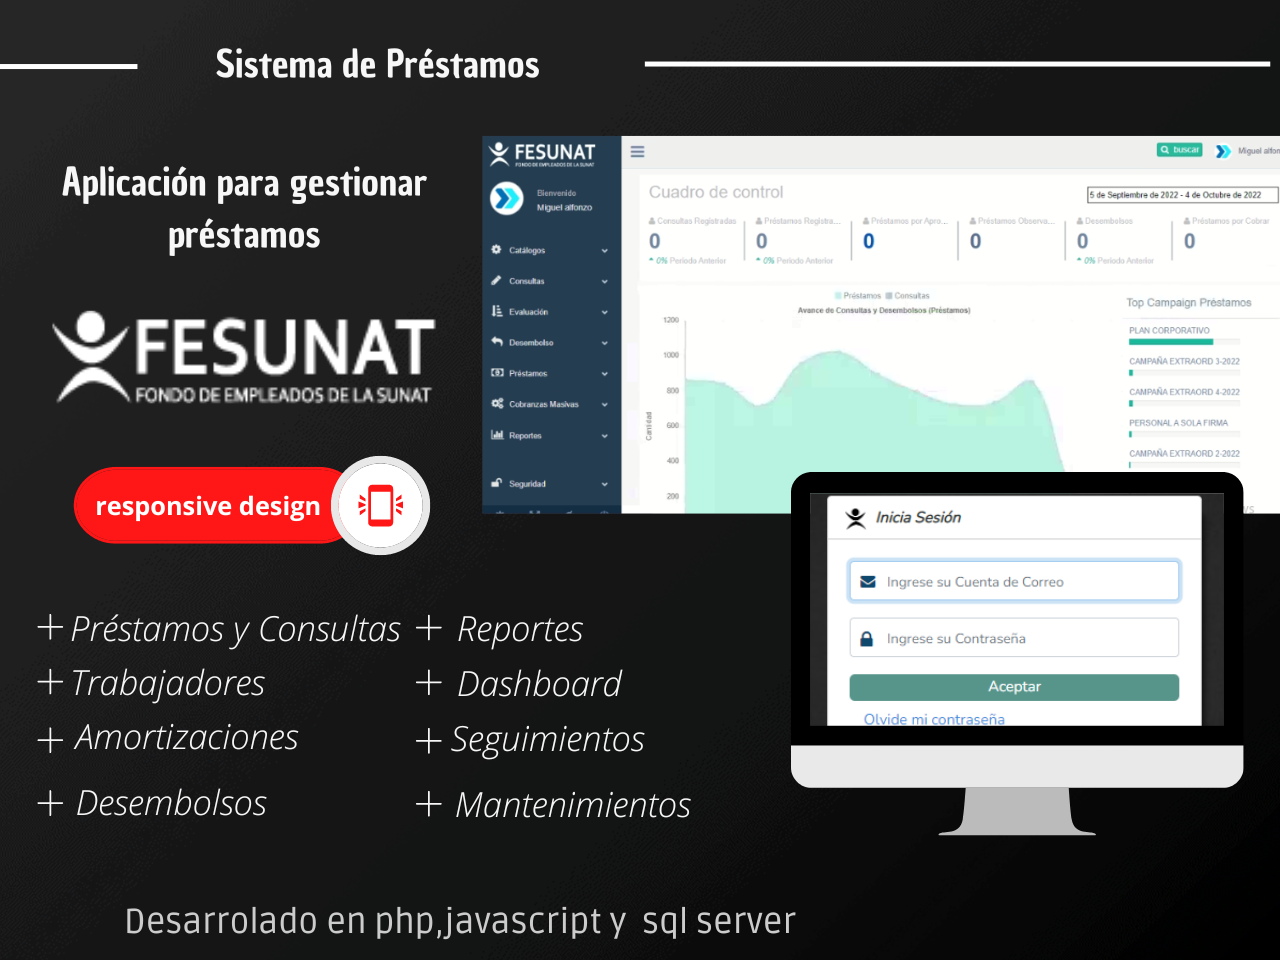 Sistema de Préstamos
Aplicación para gestionar
préstamos
FESUNAT
FONDO DE EMPLEADOS DE LA SUNAT
responsive design
Préstamos y Consultas
Trabajadores
Amortizaciones
Desembolsos
Reportes
Dashboard
Seguimientos
Mantenimientos
FESUNAT
FONDO DE EMPLEADOS DE LA SUNAT
Bienvenido
Miguel alfonzo
Catálogos
Consultas
Evaluación
Desembolso
Préstamos
Cobranzas Masivas
Reportes
Seguridad
buscar
Miguel alfon
Cuadro de control
5 de Septiembre de 2022 - 4 de Octubre de 2022
Consultas Registradas
0
0% Periodo Anterior
Préstamos Registra...
0
0% Periodo Anterior
Préstamos por Apro...
0
Préstamos Observa...
0
Desembolsos
0
0% Periodo Anterior
Préstamos por Cobrar
0
Préstamos Consultas
Avance de Consultas y Desembolsos (Préstamos)
1200
1000
800
600
400
200
Cantidad
Top Campaign Préstamos
PLAN CORPORATIVO
CAMPAÑA EXTRAORD 3-2022
CAMPAÑA EXTRAORD 4-2022
PERSONAL A SOLA FIRMA
CAMPAÑA EXTRAORD 2-2022
Inicia Sesión
Ingrese su Cuenta de Correo
Ingrese su Contraseña
Aceptar
Olvide mi contraseña
Desarrolado en php,javascript y sql server